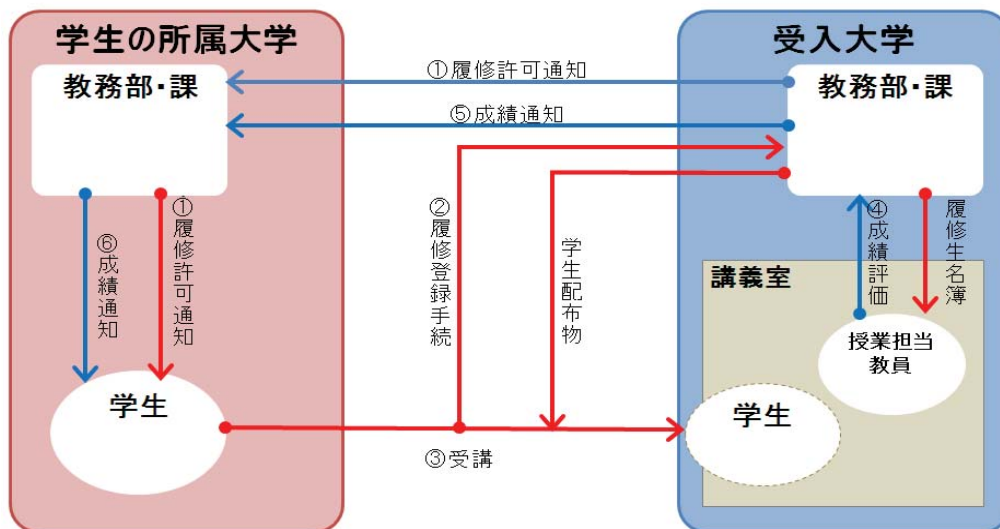 学生の所属大学
教務部・課
⑥成績通知
①履修許可通知
学生
①履修許可通知
⑤成績通知
②履修登録手続
学生配布物
③受講
受入大学
教務部・課
④成績評価
履修生名簿
講義室
授業担当
教員
学生